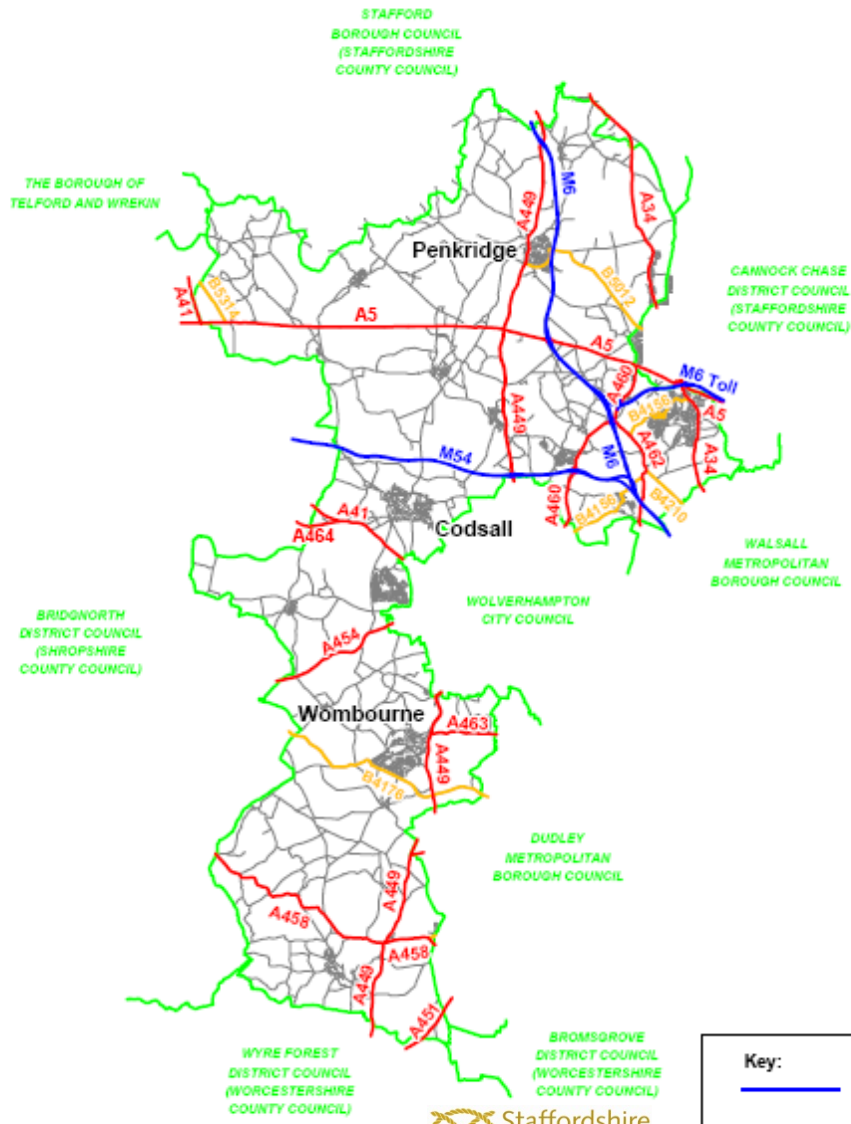 STAFFORD
BOROUGH COUNCIL
(STAFFORDSHIRE
COUNTY COUNCIL)
THE BOROUGH OF
TELFORD AND WREKIN
M6
A449
A34
Penkridge
B5012
CANNOCK CHASE
DISTRICT COUNCIL
(STAFFORDSHIRE
COUNTY COUNCIL)
A41
B5314
A5
A5
M6 Toll
A460
B4156
A5
A449
A462
A34
M54
M6
A460
B4156
B4210
A41
A464
Codsall
WALSALL
METROPOLITAN
BOROUGH COUNCIL
WOLVERHAMPTON
CITY COUNCIL
BRIDGNORTH
DISTRICT COUNCIL
(SHROPSHIRE
COUNTY COUNCIL)
A454
Wombourne
A463
A449
B4176
DUDLEY
METROPOLITAN
BOROUGH COUNCIL
A449
A458
A458
A449
A451
WYRE FOREST
DISTRICT COUNCIL
(WORCESTERSHIRE
COUNTY COUNCIL)
BROMSGROVE
DISTRICT COUNCIL
(WORCESTERSHIRE
COUNTY COUNCIL)
Key:
Staffordshire